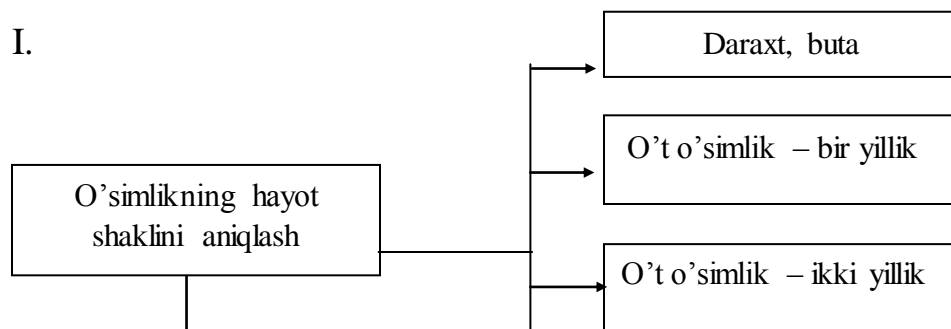 I.
Daraxt, buta
O’t o’simlik – bir yillik
O’simlikning hayot
shaklini aniqlash
O’t o’simlik – ikki yillik